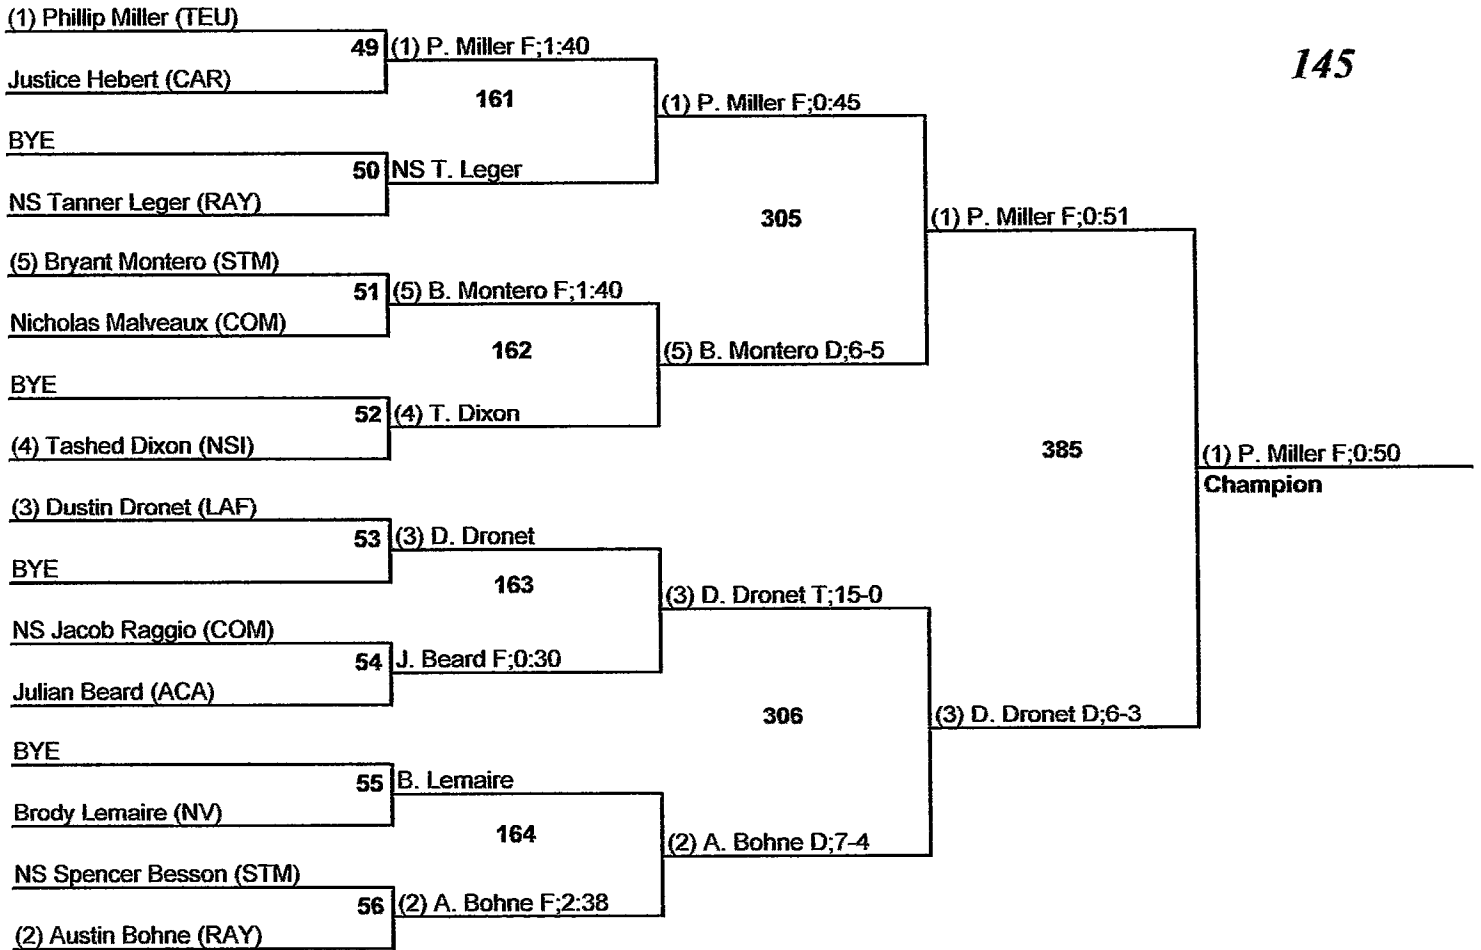 (1) Phillip Miller (TEU)
49
(1) P. Miller F;1:40
Justice Hebert (CAR)
161
(1) P. Miller F;0:45
145
BYE
50
NS T. Leger
NS Tanner Leger (RAY)
305
(1) P. Miller F;0:51
(5) Bryant Montero (STM)
51
(5) B. Montero F;1:40
Nicholas Malveaux (COM)
162
(5) B. Montero D;6-5
BYE
52
(4) T. Dixon
(4) Tashed Dixon (NSI)
385
(1) P. Miller F;0:50
Champion
(3) Dustin Dronet (LAF)
53
(3) D. Dronet
BYE
163
(3) D. Dronet T;15-0
NS Jacob Raggio (COM)
54
J. Beard F;0:30
Julian Beard (ACA)
306
(3) D. Dronet D;6-3
BYE
55
B. Lemaire
Brody Lemaire (NV)
164
(2) A. Bohne D;7-4
NS Spencer Besson (STM)
56
(2) A. Bohne F;2:38
(2) Austin Bohne (RAY)